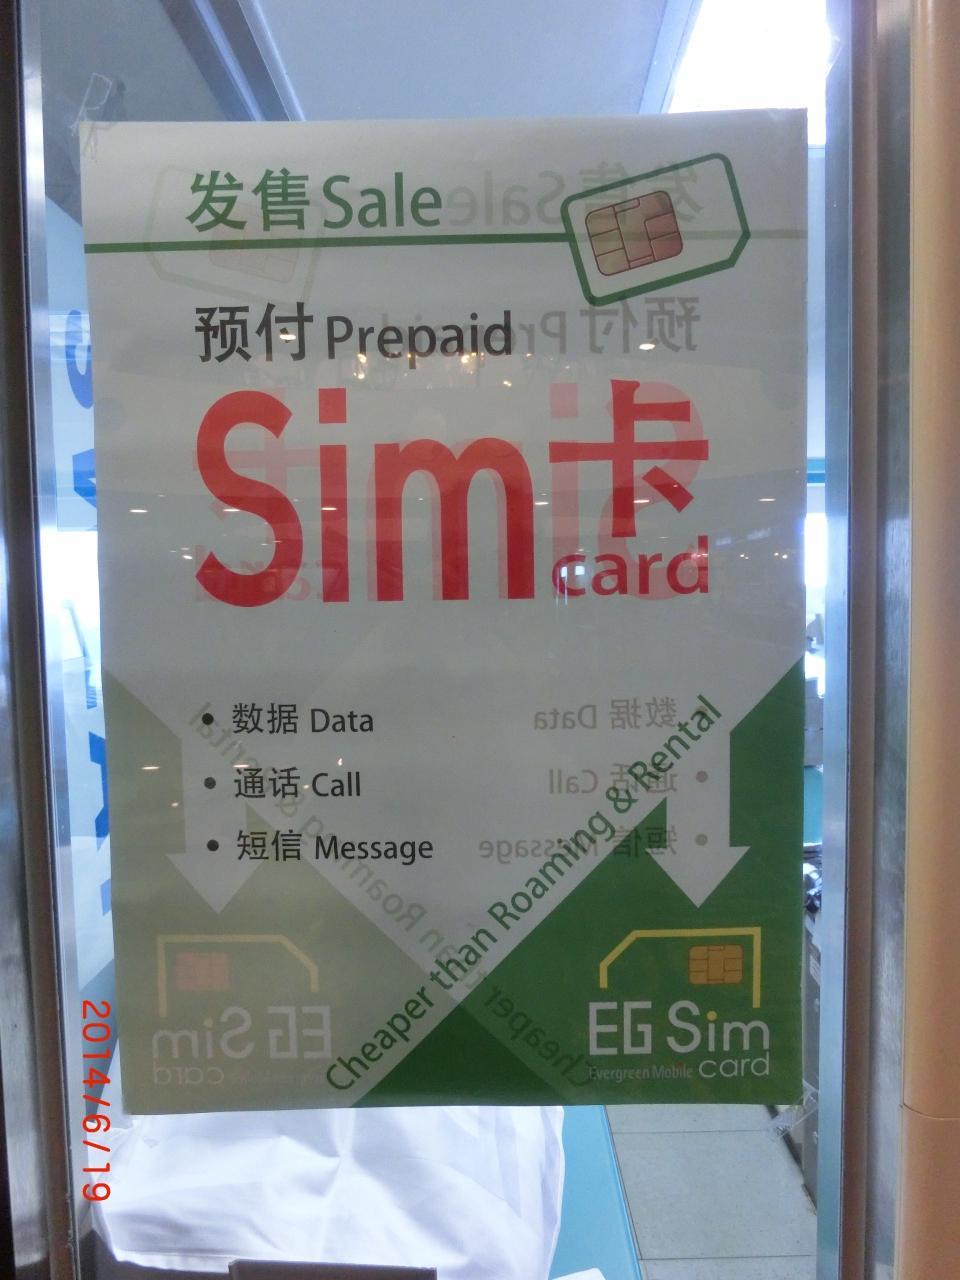 发售Sale
预付Prepaid
Sim卡
card
• 数据 Data
• 通话 Call
• 短信 Message
Cheaper than Roaming & Rental
EG Sim
Evergreen Mobile card
2014/6/19